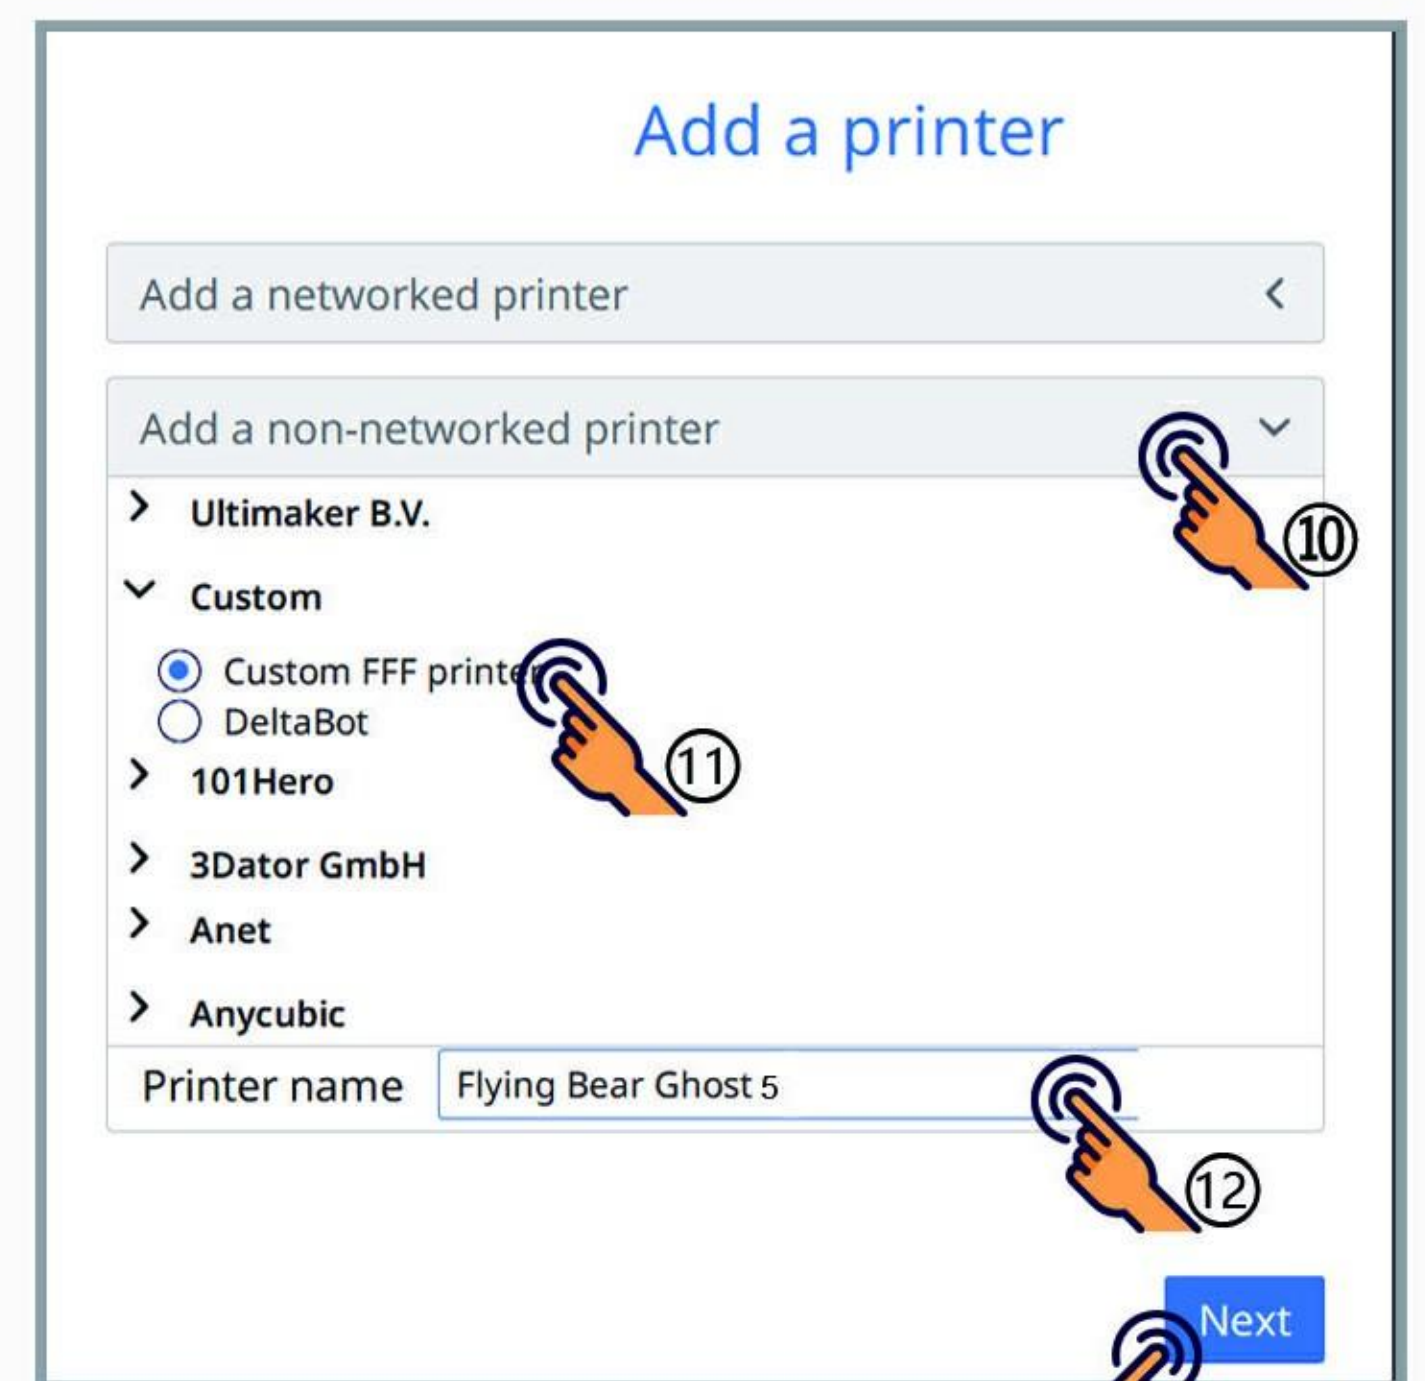 Add a printer
Add a networked printer
Add a non-networked printer
Ultimaker B.V.
⑩
Custom
Custom FFF printer
DeltaBot
⑪
101Hero
3Dator GmbH
Anet
Anycubic
Printer name Flying Bear Ghost 5
⑫
Next